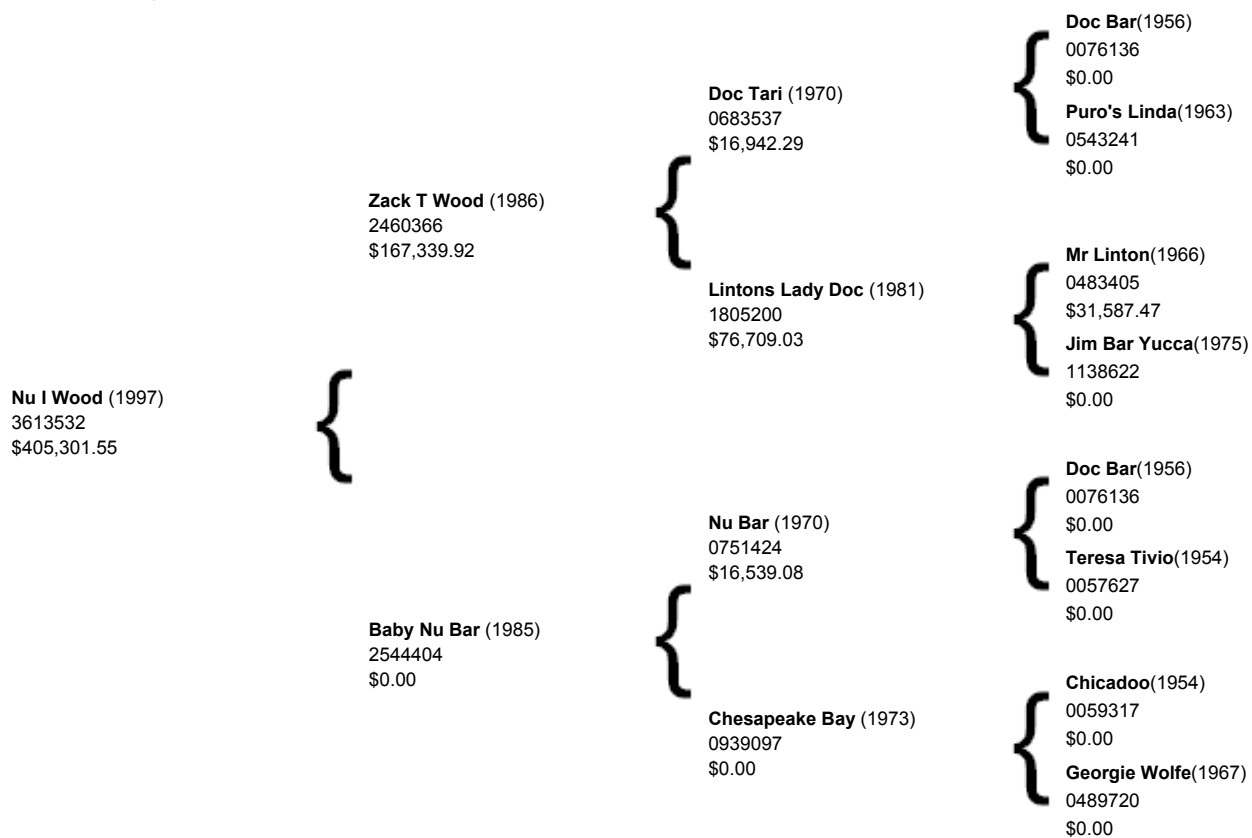 Nu I Wood (1997)
3613532
$405,301.55
Zack T Wood (1986)
2460366
$167,339.92
Baby Nu Bar (1985)
2544404
$0.00
Doc Tari (1970)
0683537
$16,942.29
Lintons Lady Doc (1981)
1805200
$76,709.03
Nu Bar (1970)
0751424
$16,539.08
Chesapeake Bay (1973)
0939097
$0.00
Doc Bar(1956)
0076136
$0.00
Puro's Linda(1963)
0543241
$0.00
Mr Linton(1966)
0483405
$31,587.47
Jim Bar Yucca(1975)
1138622
$0.00
Doc Bar(1956)
0076136
$0.00
Teresa Tivio(1954)
0057627
$0.00
Chicadoo(1954)
0059317
$0.00
Georgie Wolfe(1967)
0489720
$0.00